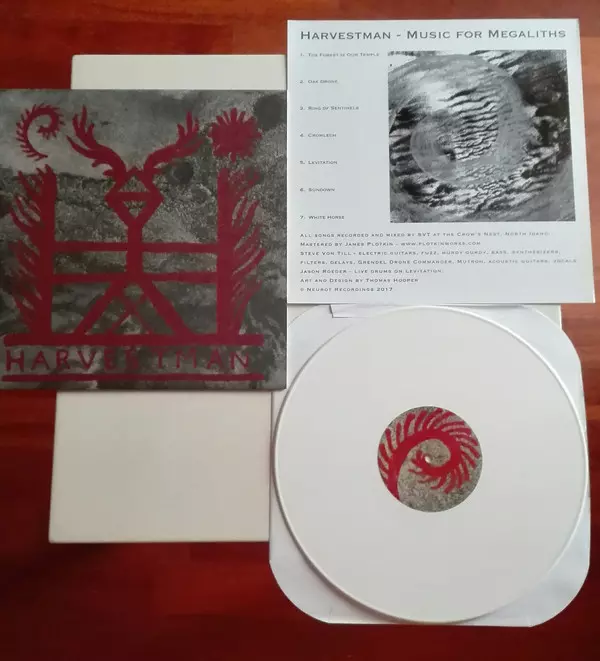 Harvestman - Music for Megaliths
1. The Forest is Our Temple
2. Oak Drone
3. Ring of Sentinels
4. Cromlech
5. Levitation
6. Sundown
7. White Horse
All songs recorded and mixed by SVT at the Crow's Nest, North Idaho.
Mastered by James Plotkin - www.plotkinworks.com
Steve Von Till - electric guitars, fuzz, hurdy gurdy, bass, synthesizers,
filters, delays, Grendel Drone Commander, Mutron, acoustic guitars, vocals
Jason Roeder - live drums on Levitation.
Art and Design by Thomas Hooper
© Neurot Recordings 2017
HARVESTMAN